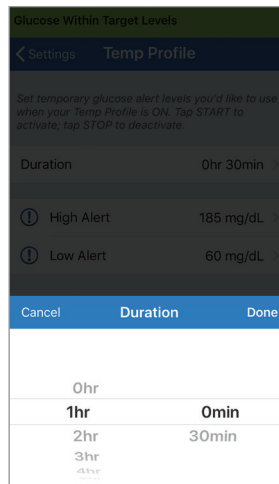 Glucose Within Target Levels
Settings Temp Profile
Set temporary glucose alert levels you'd like to use
when your Temp Profile is ON. Tap START to
activate; tap STOP to deactivate.
Duration 0hr 30min
High Alert 185 mg/dL
Low Alert 60 mg/dL
Cancel Duration Done
0hr
1hr 0min
2hr 30min
3hr
4hr